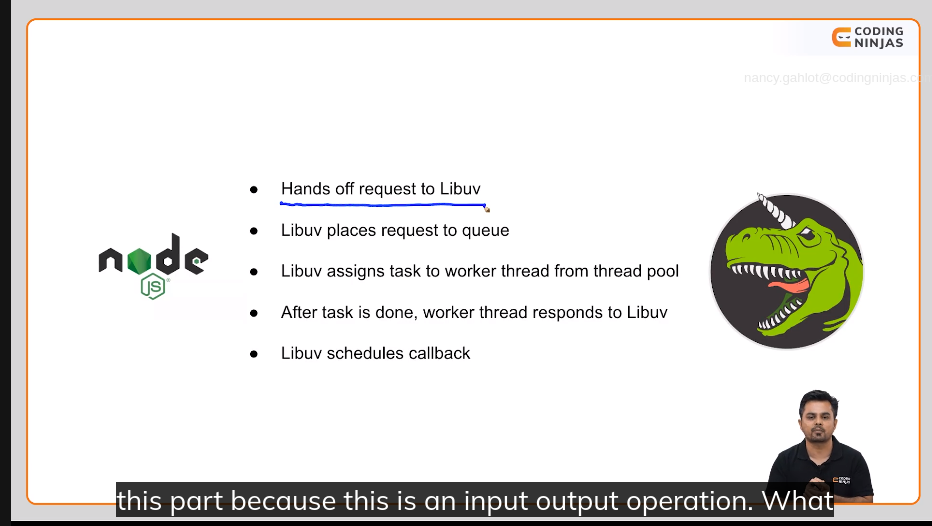 CODING
NINJAS
nancy.gahlot@codingninjas.co
● Hands off request to Libuv
● Libuv places request to queue
● Libuv assigns task to worker thread from thread pool
● After task is done, worker thread responds to Libuv
● Libuv schedules callback
node
JS
this part because this is an input output operation. What